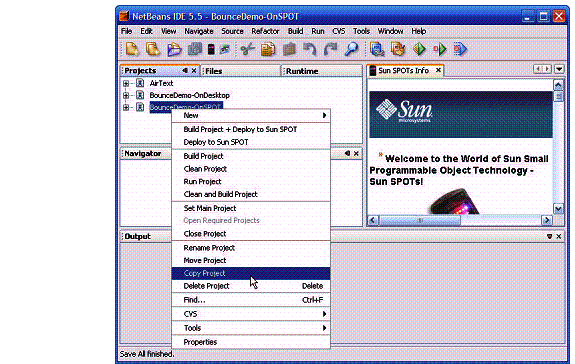 NetBeans IDE 5.5 - BounceDemo-OnSPOT
File Edit View Navigate Source Refactor Build Run CVS Tools Window Help
Projects Files Runtime
Sun SPOTs Info
AirText
BounceDemo-OnDesktop
BounceDemo-OnSPOT
New
Build Project + Deploy to Sun SPOT
Deploy to Sun SPOT
Build Project
Clean Project
Run Project
Clean and Build Project
Set Main Project
Open Required Projects
Close Project
Rename Project
Move Project
Copy Project
Delete Project Delete
Find... Ctrl+F
CVS
Tools
Properties
Navigator
Sun
microsystems
» Welcome to the World of Sun Small
Programmable Object Technology -
Sun SPOTs!
Output
Save All finished.